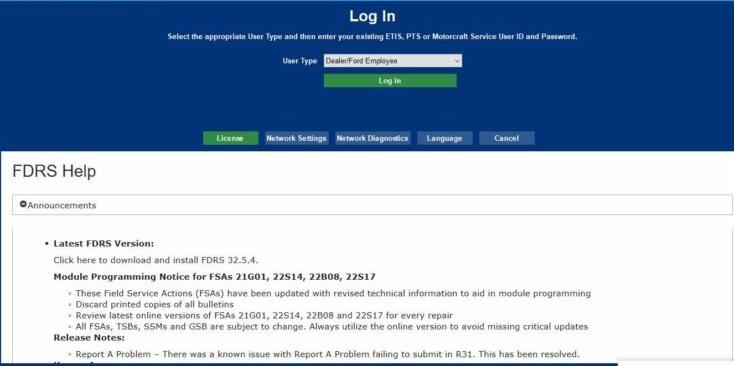 Log In
Select the appropriate User Type and then enter your existing ETIS, PTS or Motorcraft Service User ID and Password.
User Type Dealer/Ford Employee
Log In
License Network Settings Network Diagnostics Language Cancel
FDRS Help
Announcements
• Latest FDRS Version:
Click here to download and install FDRS 32.5.4.
Module Programming Notice for FSAs 21G01, 22S14, 22B08, 22S17
◦ These Field Service Actions (FSAs) have been updated with revised technical information to aid in module programming
◦ Discard printed copies of all bulletins
◦ Review latest online versions of FSAs 21G01, 22S14, 22B08 and 22S17 for every repair
◦ All FSAs, TSBs, SSMs and GSB are subject to change. Always utilize the online version to avoid missing critical updates
Release Notes:
◦ Report A Problem – There was a known issue with Report A Problem failing to submit in R31. This has been resolved.